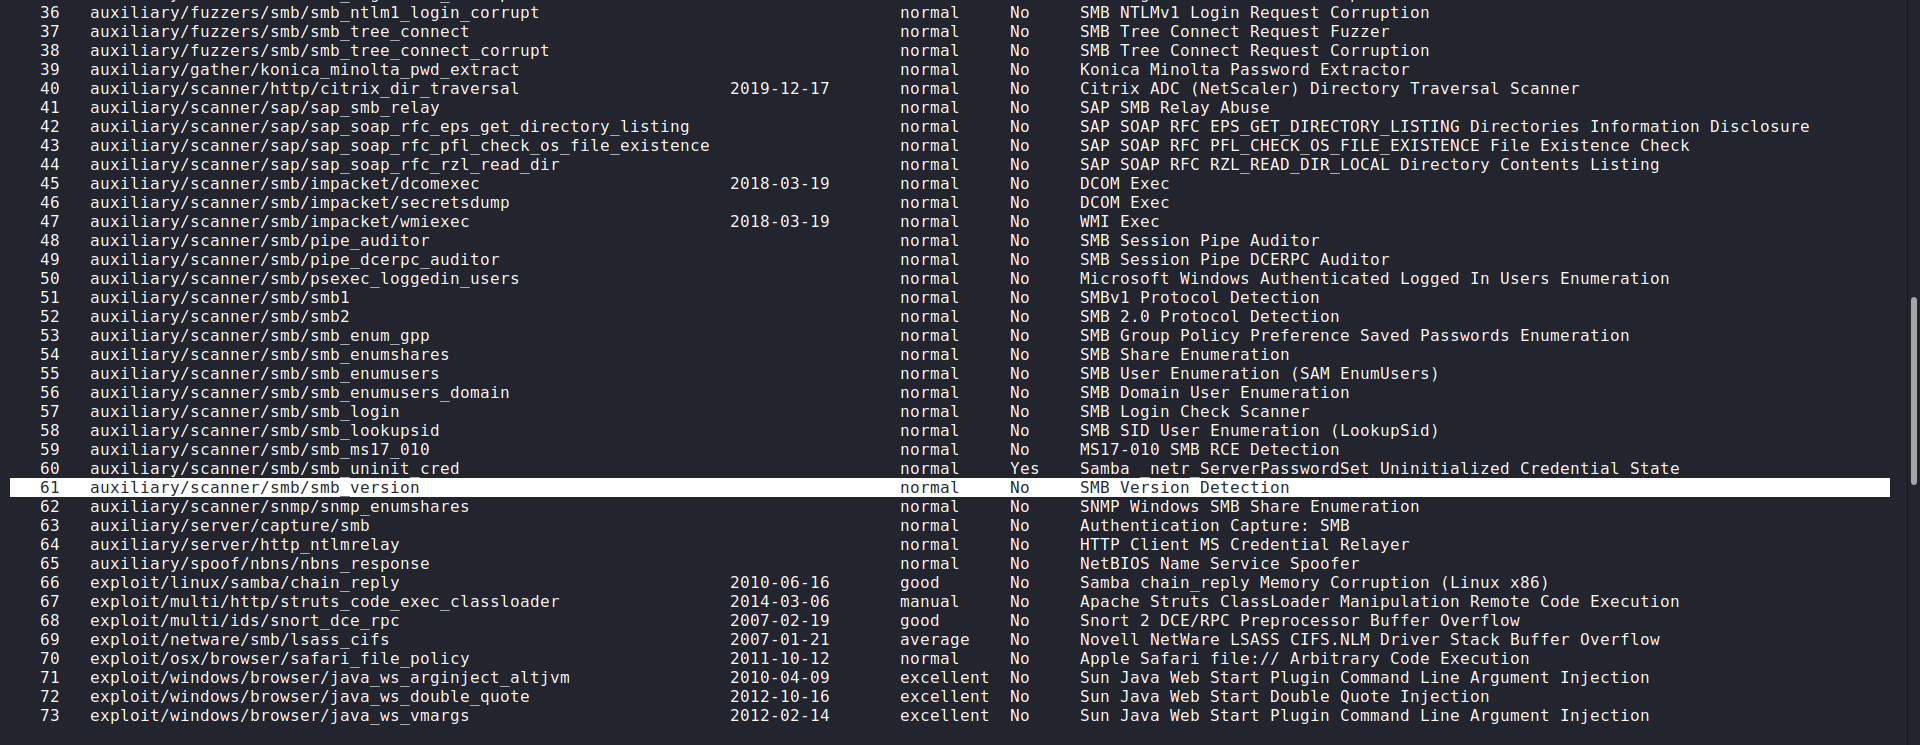 36 auxiliary/fuzzers/smb/smb_ntlm1_login_corrupt normal No SMB NTLMv1 Login Request Corruption
37 auxiliary/fuzzers/smb/smb_tree_connect normal No SMB Tree Connect Request Fuzzer
38 auxiliary/fuzzers/smb/smb_tree_connect_corrupt normal No SMB Tree Connect Request Corruption
39 auxiliary/gather/konica_minolta_pwd_extract normal No Konica Minolta Password Extractor
40 auxiliary/scanner/http/citrix_dir_traversal 2019-12-17 normal No Citrix ADC (NetScaler) Directory Traversal Scanner
41 auxiliary/scanner/sap/sap_smb_relay normal No SAP SMB Relay Abuse
42 auxiliary/scanner/sap/sap_soap_rfc_eps_get_directory_listing normal No SAP SOAP RFC EPS_GET_DIRECTORY_LISTING Directories Information Disclosure
43 auxiliary/scanner/sap/sap_soap_rfc_pfl_check_os_file_existence normal No SAP SOAP RFC PFL_CHECK_OS_FILE_EXISTENCE File Existence Check
44 auxiliary/scanner/sap/sap_soap_rfc_rzl_read_dir normal No SAP SOAP RFC RZL_READ_DIR_LOCAL Directory Contents Listing
45 auxiliary/scanner/smb/impacket/dcomexec 2018-03-19 normal No DCOM Exec
46 auxiliary/scanner/smb/impacket/secretsdump normal No DCOM Exec
47 auxiliary/scanner/smb/impacket/wmiexec 2018-03-19 normal No WMI Exec
48 auxiliary/scanner/smb/pipe_auditor normal No SMB Session Pipe Auditor
49 auxiliary/scanner/smb/pipe_dcerpc_auditor normal No SMB Session Pipe DCERPC Auditor
50 auxiliary/scanner/smb/psexec_loggedin_users normal No Microsoft Windows Authenticated Logged In Users Enumeration
51 auxiliary/scanner/smb/smb1 normal No SMBv1 Protocol Detection
52 auxiliary/scanner/smb/smb2 normal No SMB 2.0 Protocol Detection
53 auxiliary/scanner/smb/smb_enum_gpp normal No SMB Group Policy Preference Saved Passwords Enumeration
54 auxiliary/scanner/smb/smb_enumshares normal No SMB Share Enumeration
55 auxiliary/scanner/smb/smb_enumusers normal No SMB User Enumeration (SAM EnumUsers)
56 auxiliary/scanner/smb/smb_enumusers_domain normal No SMB Domain User Enumeration
57 auxiliary/scanner/smb/smb_login normal No SMB Login Check Scanner
58 auxiliary/scanner/smb/smb_lookupsid normal No SMB SID User Enumeration (LookupSid)
59 auxiliary/scanner/smb/smb_ms17_010 normal No MS17-010 SMB RCE Detection
60 auxiliary/scanner/smb/smb_uninit_cred normal Yes Samba _netr_ServerPasswordSet Uninitialized Credential State
61 auxiliary/scanner/smb/smb_version normal No SMB Version Detection
62 auxiliary/scanner/snmp/snmp_enumshares normal No SNMP Windows SMB Share Enumeration
63 auxiliary/server/capture/smb normal No Authentication Capture: SMB
64 auxiliary/server/http_ntlmrelay normal No HTTP Client MS Credential Relayer
65 auxiliary/spoof/nbns/nbns_response normal No NetBIOS Name Service Spoofer
66 exploit/linux/samba/chain_reply 2010-06-16 good No Samba chain_reply Memory Corruption (Linux x86)
67 exploit/multi/http/struts_code_exec_classloader 2014-03-06 manual No Apache Struts ClassLoader Manipulation Remote Code Execution
68 exploit/multi/ids/snort_dce_rpc 2007-02-19 good No Snort 2 DCE/RPC Preprocessor Buffer Overflow
69 exploit/netware/smb/lsass_cifs 2007-01-21 average No Novell NetWare LSASS CIFS.NLM Driver Stack Buffer Overflow
70 exploit/osx/browser/safari_file_policy 2011-10-12 normal No Apple Safari file:// Arbitrary Code Execution
71 exploit/windows/browser/java_ws_arginject_altjvm 2010-04-09 excellent No Sun Java Web Start Plugin Command Line Argument Injection
72 exploit/windows/browser/java_ws_double_quote 2012-10-16 excellent No Sun Java Web Start Double Quote Injection
73 exploit/windows/browser/java_ws_vmargs 2012-02-14 excellent No Sun Java Web Start Plugin Command Line Argument Injection